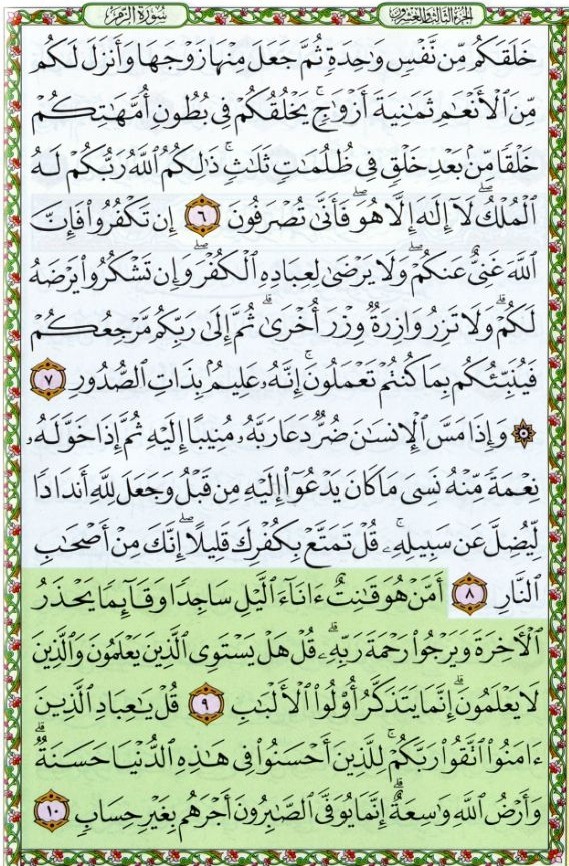 الجزء الثالث والعشرون سورة الزمر
خَلَقَكُم مِّن نَّفْسٍ وَٰحِدَةٍ ثُمَّ جَعَلَ مِنْهَا زَوْجَهَا وَأَنزَلَ لَكُم
مِّنَ ٱلْأَنْعَٰمِ ثَمَٰنِيَةَ أَزْوَٰجٍ ۚ يَخْلُقُكُمْ فِى بُطُونِ أُمَّهَٰتِكُمْ
خَلْقًا مِّنۢ بَعْدِ خَلْقٍ فِى ظُلُمَٰتٍ ثَلَٰثٍ ۚ ذَٰلِكُمُ ٱللَّهُ رَبُّكُمْ لَهُ
ٱلْمُلْكُ ۖ لَآ إِلَٰهَ إِلَّا هُوَ ۖ فَأَنَّىٰ تُصْرَفُونَ ٦ إِن تَكْفُرُوا۟ فَإِنَّ
ٱللَّهَ غَنِىٌّ عَنكُمْ ۖ وَلَا يَرْضَىٰ لِعِبَادِهِ ٱلْكُفْرَ ۖ وَإِن تَشْكُرُوا۟ يَرْضَهُ
لَكُمْ ۗ وَلَا تَزِرُ وَازِرَةٌ وِزْرَ أُخْرَىٰ ۗ ثُمَّ إِلَىٰ رَبِّكُم مَّرْجِعُكُمْ
فَيُنَبِّئُكُم بِمَا كُنتُمْ تَعْمَلُونَ ۚ إِنَّهُۥ عَلِيمٌۢ بِذَاتِ ٱلصُّدُورِ ٧
۞ وَإِذَا مَسَّ ٱلْإِنسَٰنَ ضُرٌّ دَعَا رَبَّهُۥ مُنِيبًا إِلَيْهِ ثُمَّ إِذَا خَوَّلَهُۥ
نِعْمَةً مِّنْهُ نَسِىَ مَا كَانَ يَدْعُوٓا۟ إِلَيْهِ مِن قَبْلُ وَجَعَلَ لِلَّهِ أَندَادًا
لِّيُضِلَّ عَن سَبِيلِهِۦ ۚ قُلْ تَمَتَّعْ بِكُفْرِكَ قَلِيلًا ۖ إِنَّكَ مِنْ أَصْحَٰبِ
ٱلنَّارِ ٨ أَمَّنْ هُوَ قَٰنِتٌ ءَانَآءَ ٱلَّيْلِ سَاجِدًا وَقَآئِمًا يَحْذَرُ
ٱلْـَٔاخِرَةَ وَيَرْجُوا۟ رَحْمَةَ رَبِّهِۦ ۗ قُلْ هَلْ يَسْتَوِى ٱلَّذِينَ يَعْلَمُونَ وَٱلَّذِينَ
لَا يَعْلَمُونَ ۗ إِنَّمَا يَتَذَكَّرُ أُو۟لُوا۟ ٱلْأَلْبَٰبِ ٩ قُلْ يَٰعِبَادِ ٱلَّذِينَ
ءَامَنُوا۟ ٱتَّقُوا۟ رَبَّكُمْ ۚ لِلَّذِينَ أَحْسَنُوا۟ فِى هَٰذِهِ ٱلدُّنْيَا حَسَنَةٌ ۗ
وَأَرْضُ ٱللَّهِ وَٰسِعَةٌ ۗ إِنَّمَا يُوَفَّى ٱلصَّٰبِرُونَ أَجْرَهُم بِغَيْرِ حِسَابٍ ١٠